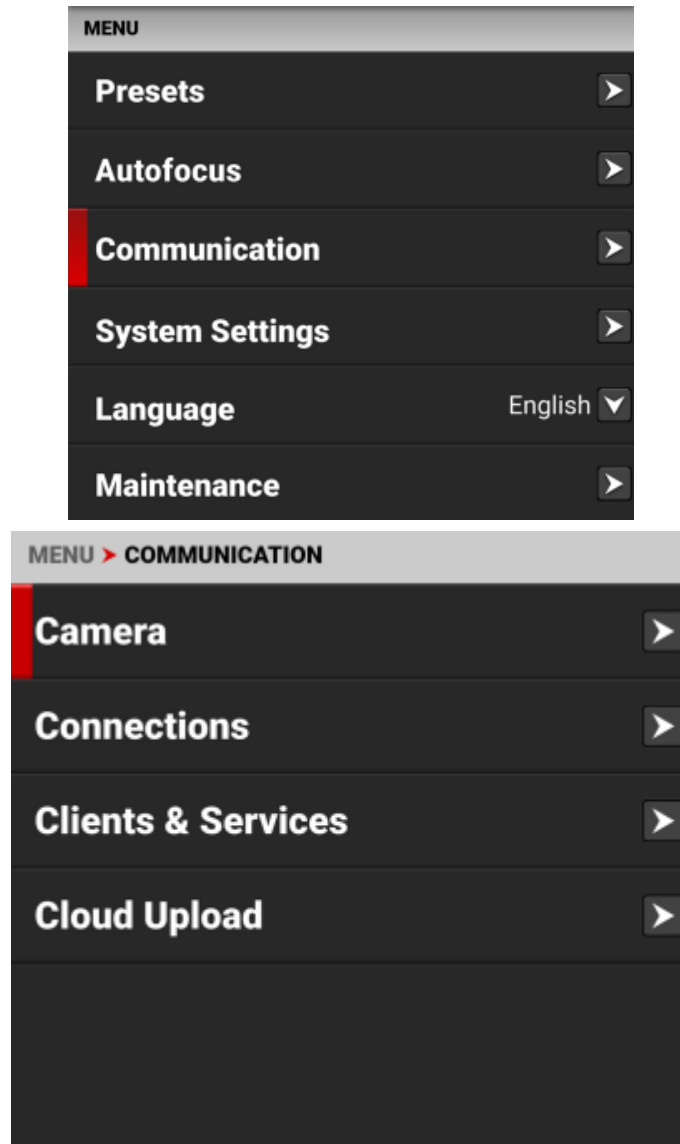 MENU
Presets
Autofocus
Communication
System Settings
Language English
Maintenance
MENU > COMMUNICATION
Camera
Connections
Clients & Services
Cloud Upload